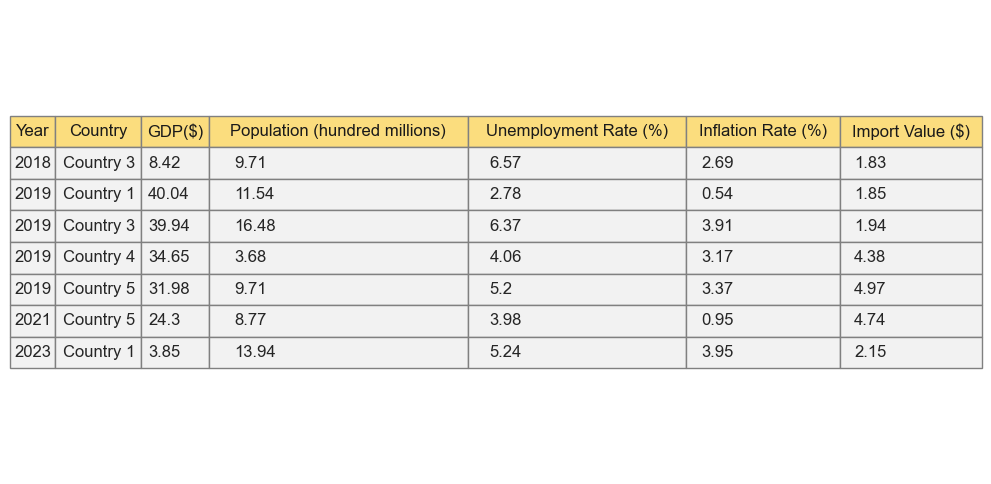 Year Country GDP($) Population (hundred millions) Unemployment Rate (%) Inflation Rate (%) Import Value ($)
2018 Country 3 8.42 9.71 6.57 2.69 1.83
2019 Country 1 40.04 11.54 2.78 0.54 1.85
2019 Country 3 39.94 16.48 6.37 3.91 1.94
2019 Country 4 34.65 3.68 4.06 3.17 4.38
2019 Country 5 31.98 9.71 5.2 3.37 4.97
2021 Country 5 24.3 8.77 3.98 0.95 4.74
2023 Country 1 3.85 13.94 5.24 3.95 2.15